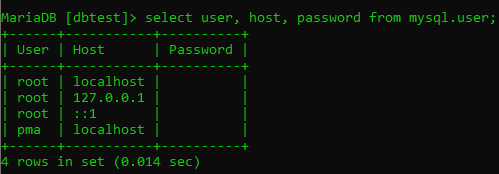 MariaDB [dbtest]> select user, host, password from mysql.user;
+------+-----------+----------+
| User | Host      | Password |
+------+-----------+----------+
| root | localhost |          |
| root | 127.0.0.1 |          |
| root | ::1       |          |
| pma  | localhost |          |
+------+-----------+----------+
4 rows in set (0.014 sec)